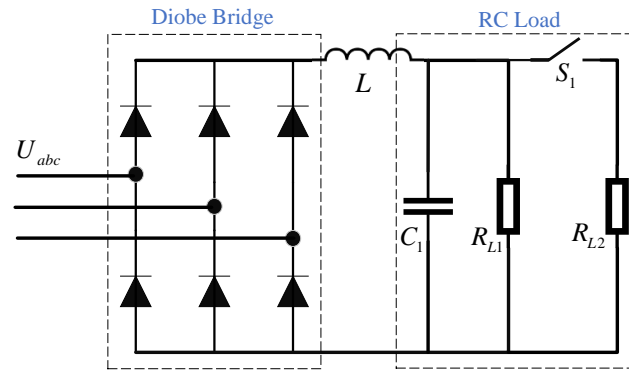 Diobe Bridge
RC Load
L
S1
Uabc
C1
RL1
RL2